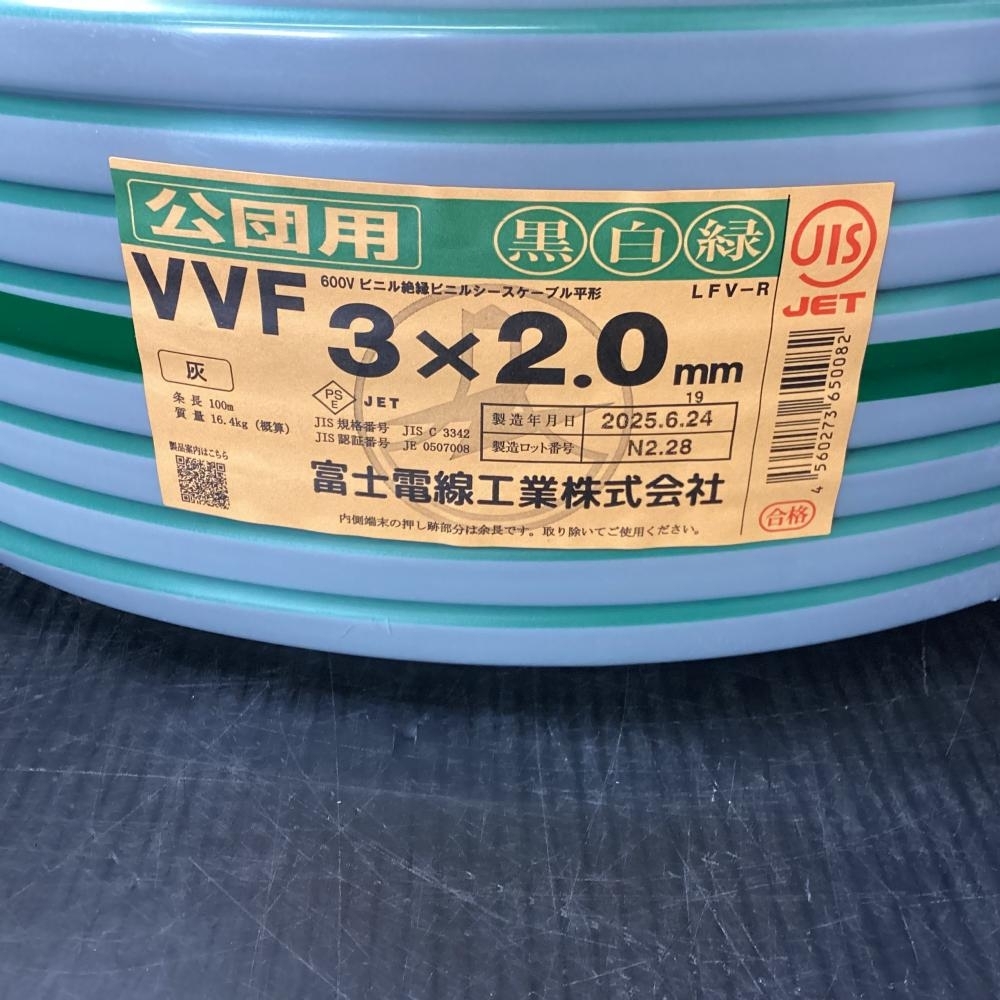 公団用 黒 白 緑
JIS
JET
VVF
600V ビニル絶縁ビニルシースケーブル平形
LFV-R
3×2.0mm
19
灰
条長 100m
質量 16.4kg (概算)
PS
E
JET
JIS 規格番号 JIS C 3342
JIS 認証番号 JE 0507008
製造年月日 2025.6.24
製造ロット番号 N2.28
製品案内はこちら
富士電線工業株式会社
内側端末の押し跡部分は余長です。取り除いてご使用ください。
4 560273 650082
合格